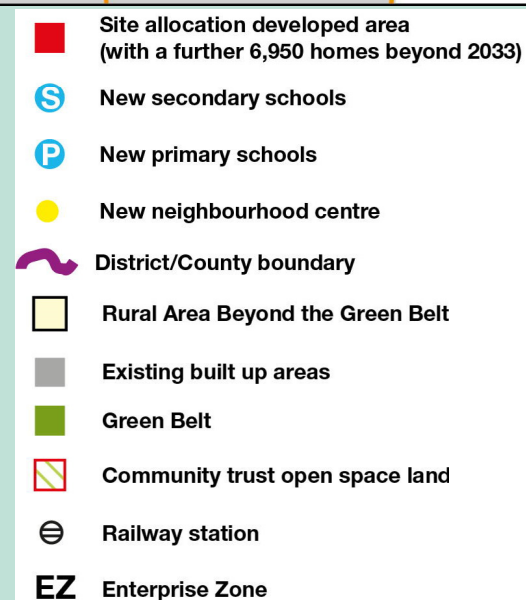 Site allocation developed area
(with a further 6,950 homes beyond 2033)
S New secondary schools
P New primary schools
New neighbourhood centre
District/County boundary
Rural Area Beyond the Green Belt
Existing built up areas
Green Belt
Community trust open space land
Railway station
EZ Enterprise Zone